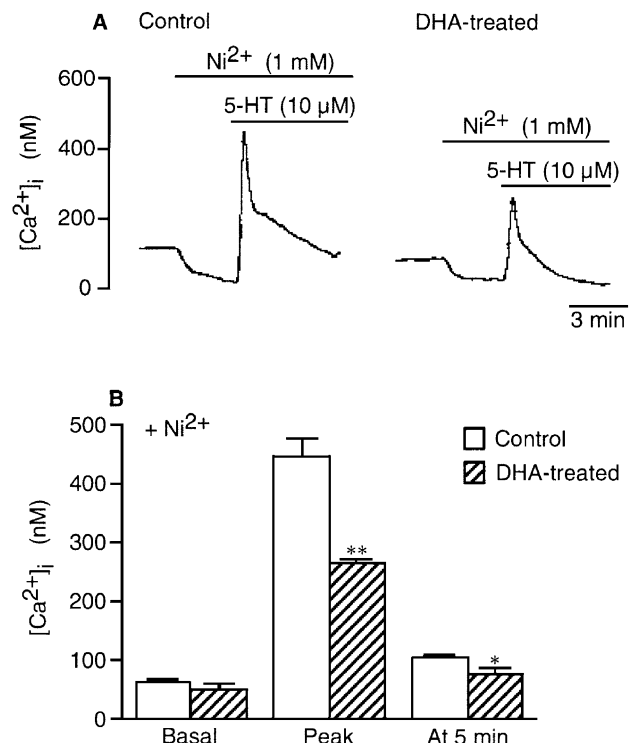 A
Control
DHA-treated
Ni2+ (1 mM)
5-HT (10 µM)
Ni2+ (1 mM)
5-HT (10 µM)
[Ca2+]i (nM)
600
400
200
0
3 min
B
+ Ni2+
Control
DHA-treated
[Ca2+]i (nM)
500
400
300
200
100
0
**
*
Basal
Peak
At 5 min